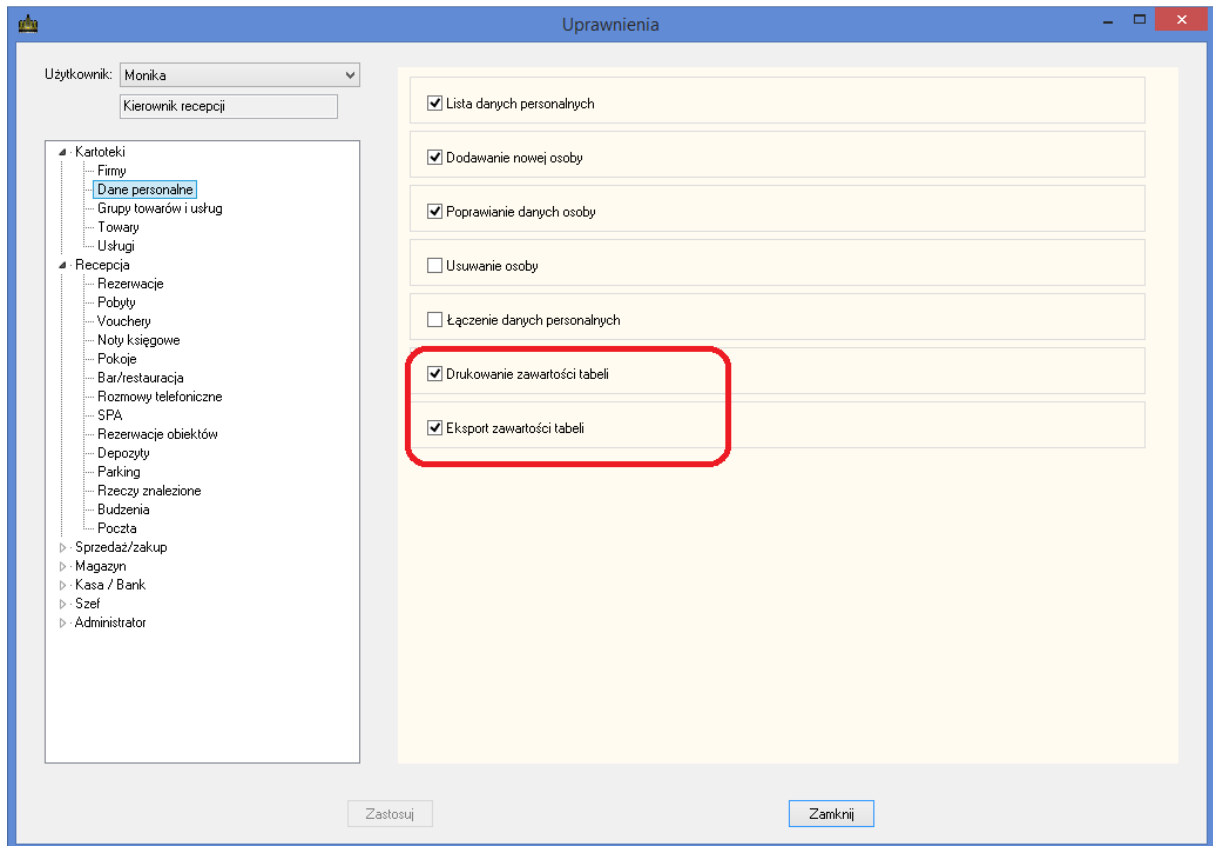 Uprawnienia
Użytkownik: Monika
Kierownik recepcji
Kartoteki
Firmy
Dane personalne
Grupy towarów i usług
Towary
Usługi
Recepcja
Rezerwacje
Pobyty
Vouchery
Noty księgowe
Pokoje
Bar/restauracja
Rozmowy telefoniczne
SPA
Rezerwacje obiektów
Depozyty
Parking
Rzeczy znalezione
Budzenia
Poczta
Sprzedaż/zakup
Magazyn
Kasa / Bank
Szef
Administrator
Lista danych personalnych
Dodawanie nowej osoby
Poprawianie danych osoby
Usuwanie osoby
Łączenie danych personalnych
Drukowanie zawartości tabeli
Eksport zawartości tabeli
Zastosuj
Zamknij